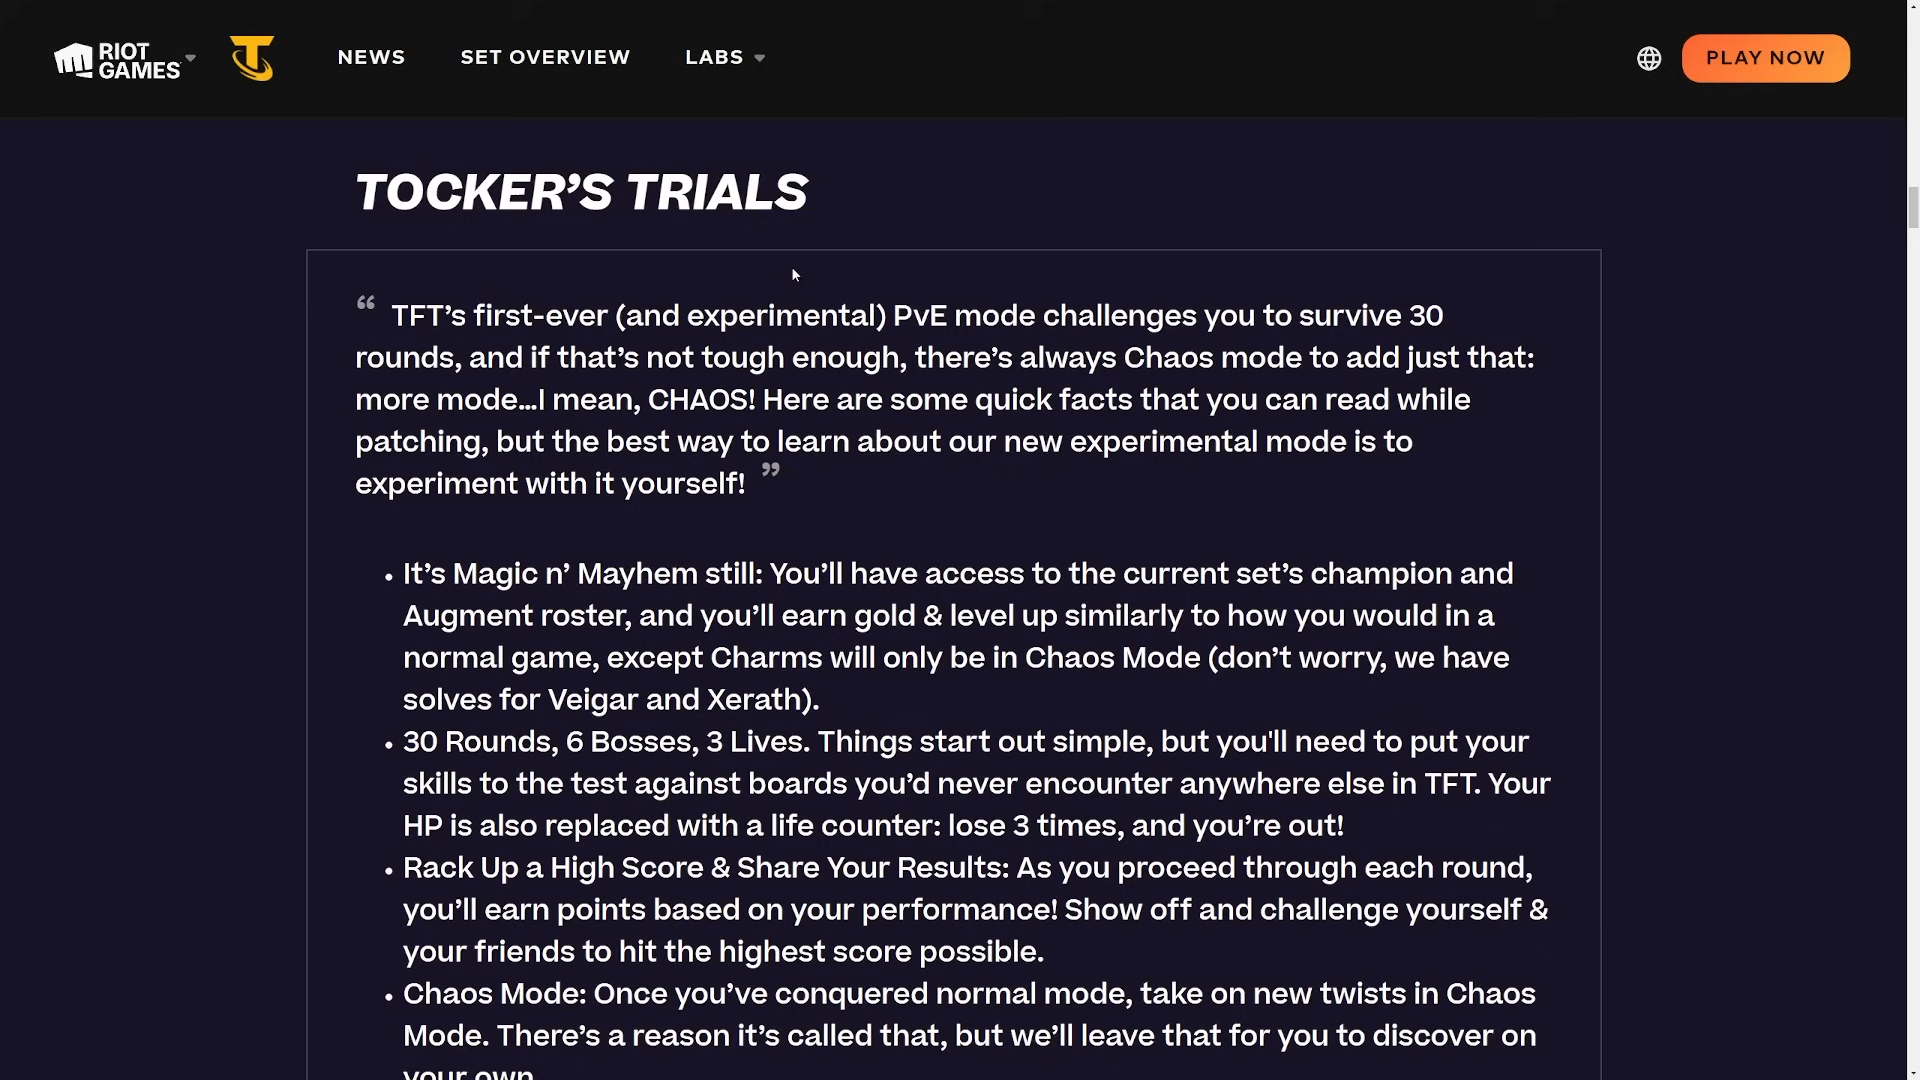 RIOT
GAMES
NEWS
SET OVERVIEW
LABS
PLAY NOW
TOCKER’S TRIALS
“ TFT’s first-ever (and experimental) PvE mode challenges you to survive 30
rounds, and if that’s not tough enough, there’s always Chaos mode to add just that:
more mode…I mean, CHAOS! Here are some quick facts that you can read while
patching, but the best way to learn about our new experimental mode is to
experiment with it yourself! ”
• It’s Magic n’ Mayhem still: You’ll have access to the current set’s champion and
Augment roster, and you’ll earn gold & level up similarly to how you would in a
normal game, except Charms will only be in Chaos Mode (don’t worry, we have
solves for Veigar and Xerath).
• 30 Rounds, 6 Bosses, 3 Lives. Things start out simple, but you'll need to put your
skills to the test against boards you’d never encounter anywhere else in TFT. Your
HP is also replaced with a life counter: lose 3 times, and you’re out!
• Rack Up a High Score & Share Your Results: As you proceed through each round,
you’ll earn points based on your performance! Show off and challenge yourself &
your friends to hit the highest score possible.
• Chaos Mode: Once you’ve conquered normal mode, take on new twists in Chaos
Mode. There’s a reason it’s called that, but we’ll leave that for you to discover on
your own